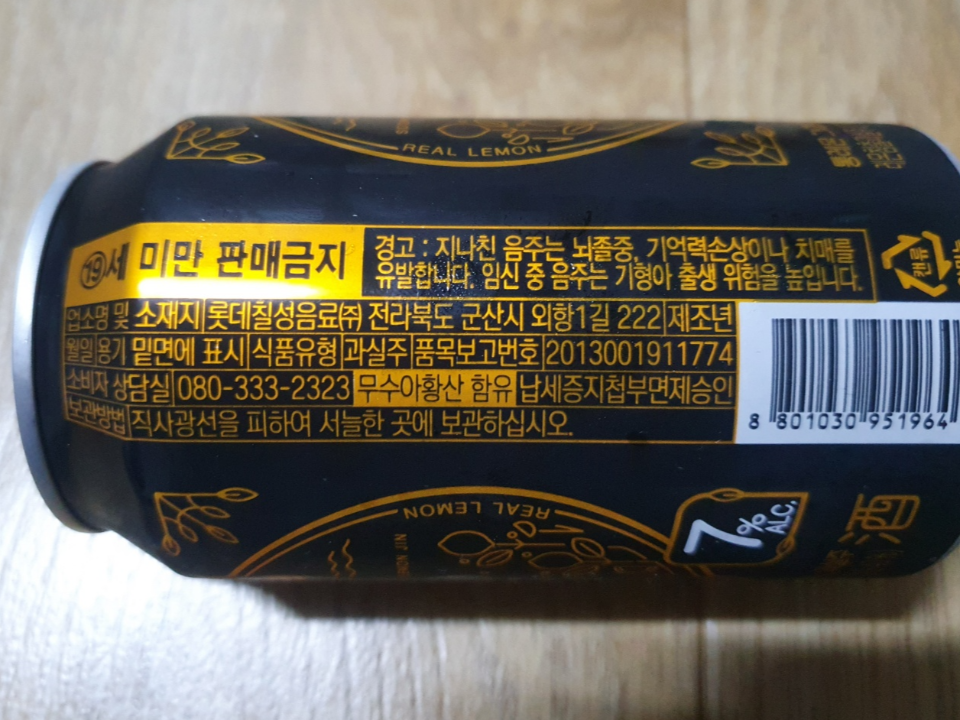 REAL LEMON
19세 미만 판매금지
경고 : 지나친 음주는 뇌졸중, 기억력손상이나 치매를
유발합니다. 임신 중 음주는 기형아 출생 위험을 높입니다.
캔류
업소명 및 소재지 롯데칠성음료㈜ 전라북도 군산시 외항1길 222 제조년
월일 용기 밑면에 표시 식품유형 과실주 품목보고번호 2013001911774
소비자 상담실 080-333-2323 무수아황산 함유 납세증지첩부면제승인
보관방법 직사광선을 피하여 서늘한 곳에 보관하십시오.
8 801030 951964
REAL LEMON
7% ALC.
酒